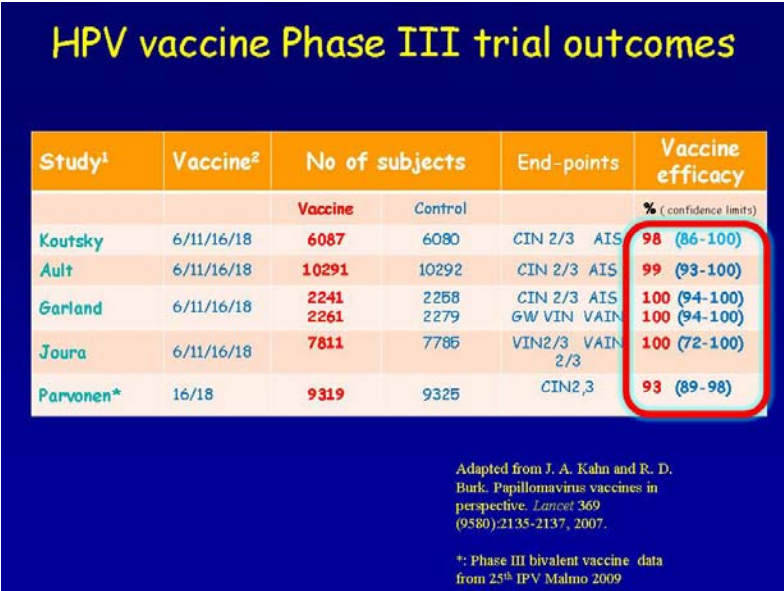 HPV vaccine Phase III trial outcomes
Study¹ Vaccine² No of subjects End-points Vaccine efficacy
Vaccine Control % (confidence limits)
Koutsky 6/11/16/18 6087 6080 CIN 2/3 AIS 98 (86-100)
Ault 6/11/16/18 10291 10292 CIN 2/3 AIS 99 (93-100)
Garland 6/11/16/18 2241 2258 CIN 2/3 AIS 100 (94-100)
2261 2279 GW VIN VAIN 100 (94-100)
Joura 6/11/16/18 7811 7785 VIN2/3 VAIN 2/3 100 (72-100)
Parvonen* 16/18 9319 9325 CIN2,3 93 (89-98)
Adapted from J. A. Kahn and R. D.
Burk. Papillomavirus vaccines in
perspective. Lancet 369
(9580):2135-2137, 2007.
*: Phase III bivalent vaccine data
from 25th IPV Malmo 2009